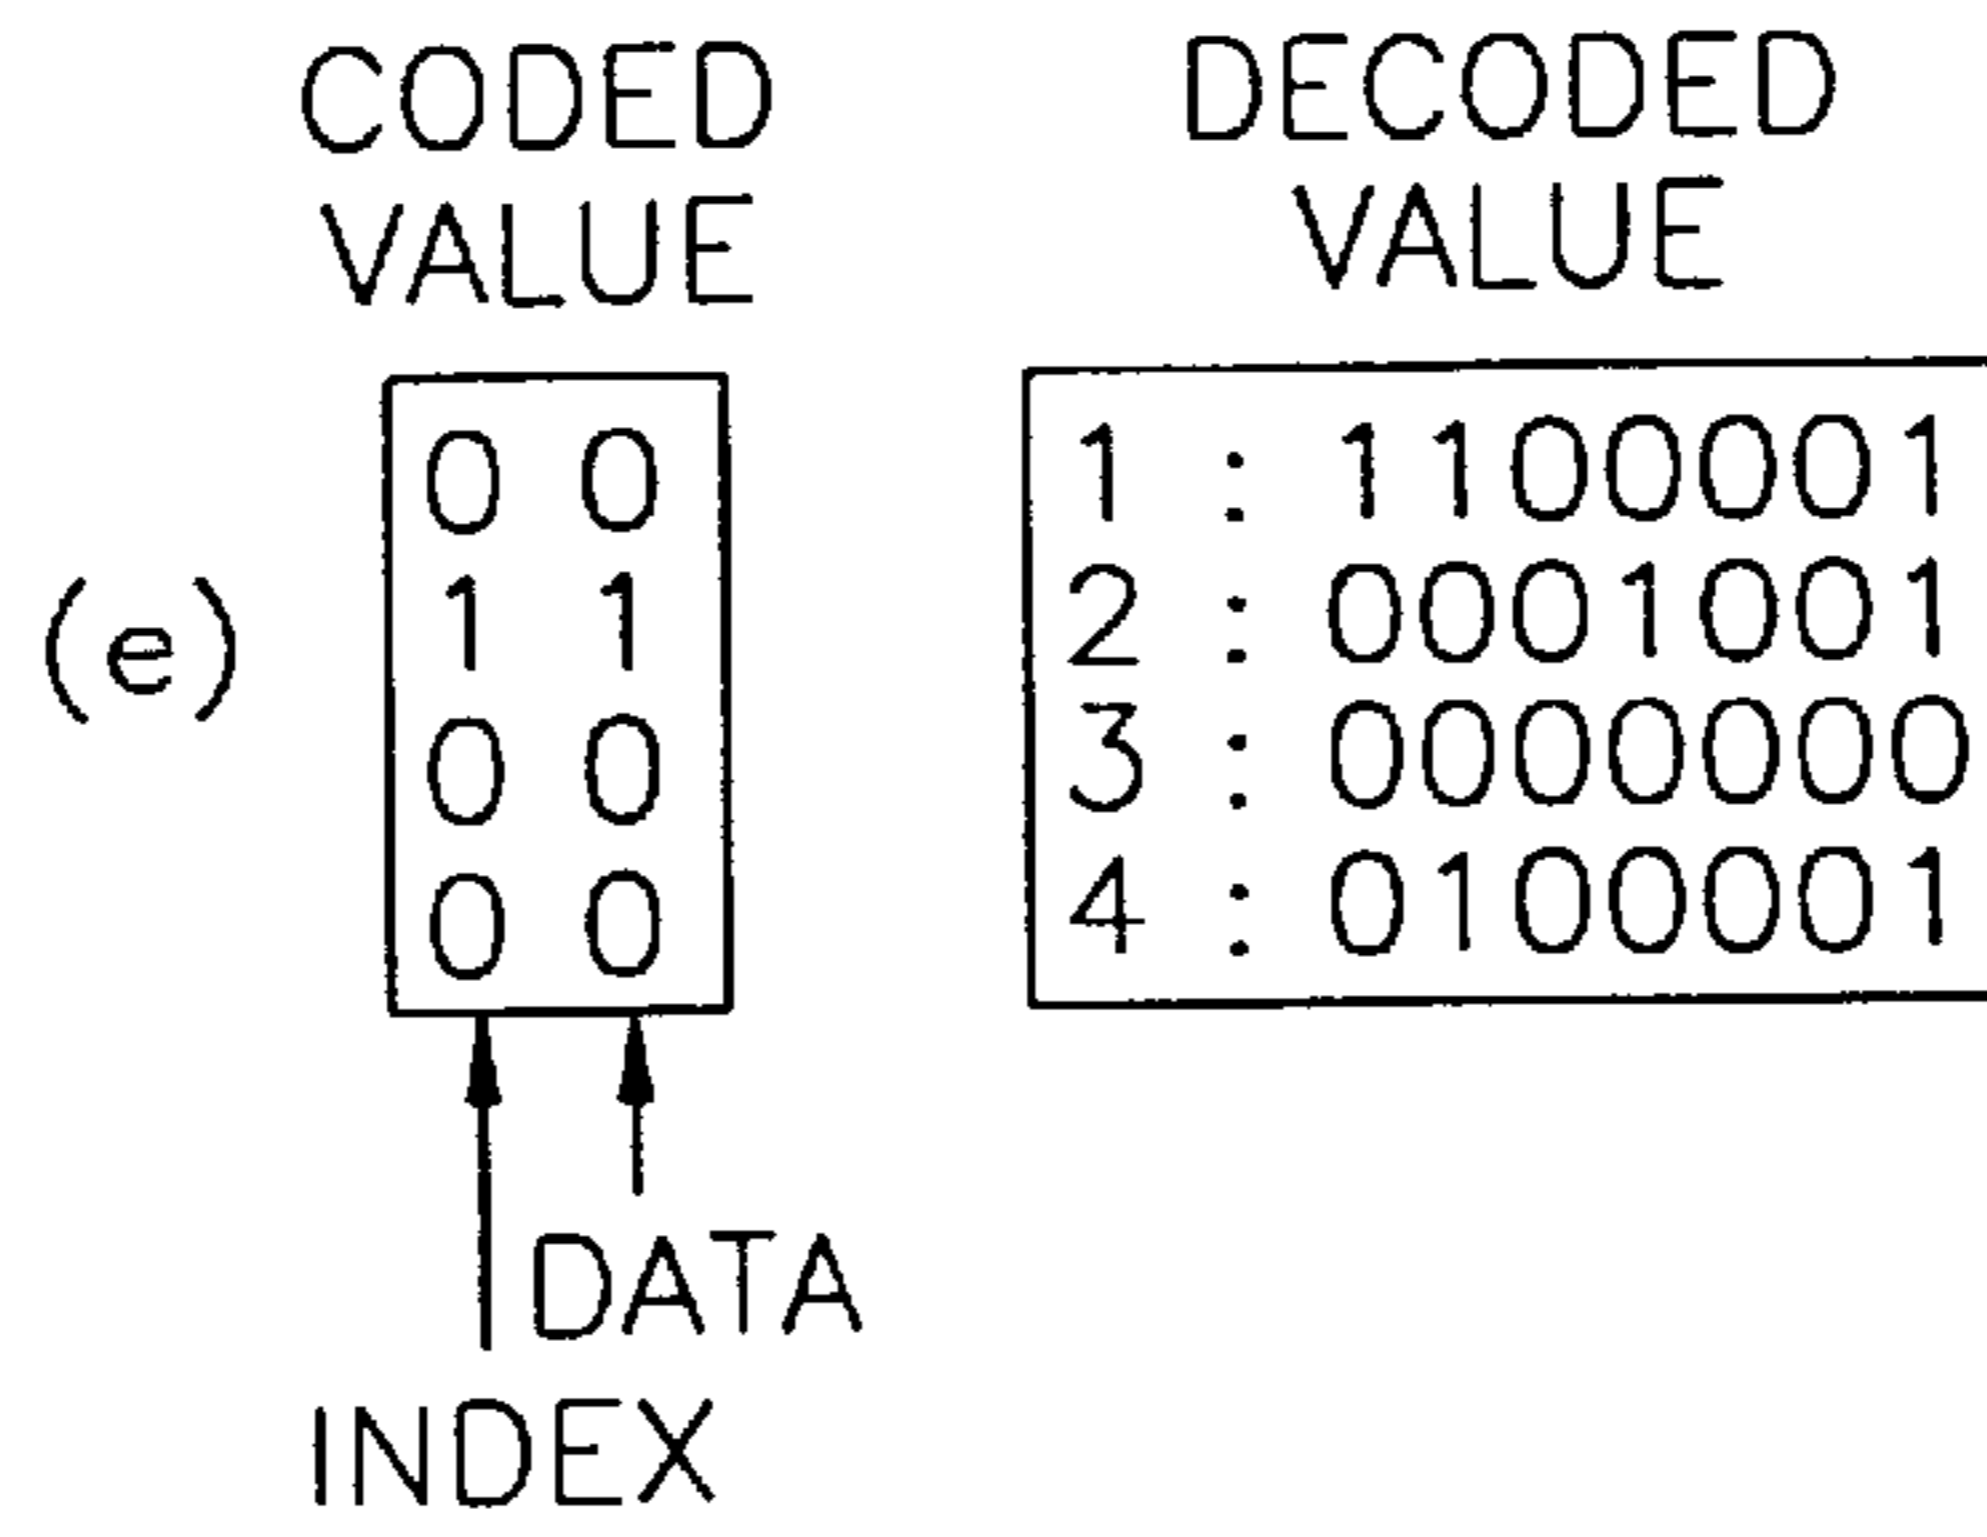 CODED DECODED
VALUE VALUE
0 0 1 : 1100001
1 1 2 : 0001001
(e)
0 0 3 : 0000000
0 0 4 : 0100001
DATA
INDEX